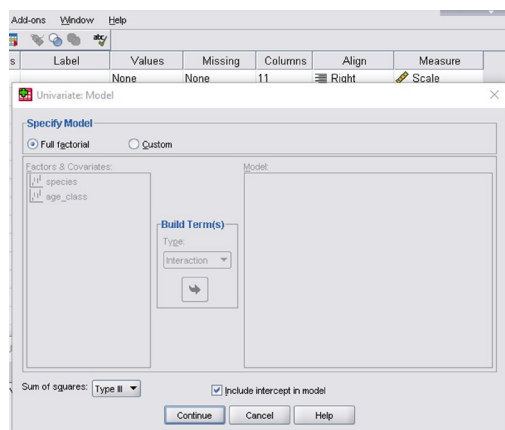 Add-ons Window Help
s Label Values Missing Columns Align Measure
None None 11 Right Scale
Univariate: Model
Specify Model
Full factorial Custom
Factors & Covariates: Model:
species
age_class
Build Term(s)
Type:
Interaction
Sum of squares: Type III Include intercept in model
Continue Cancel Help